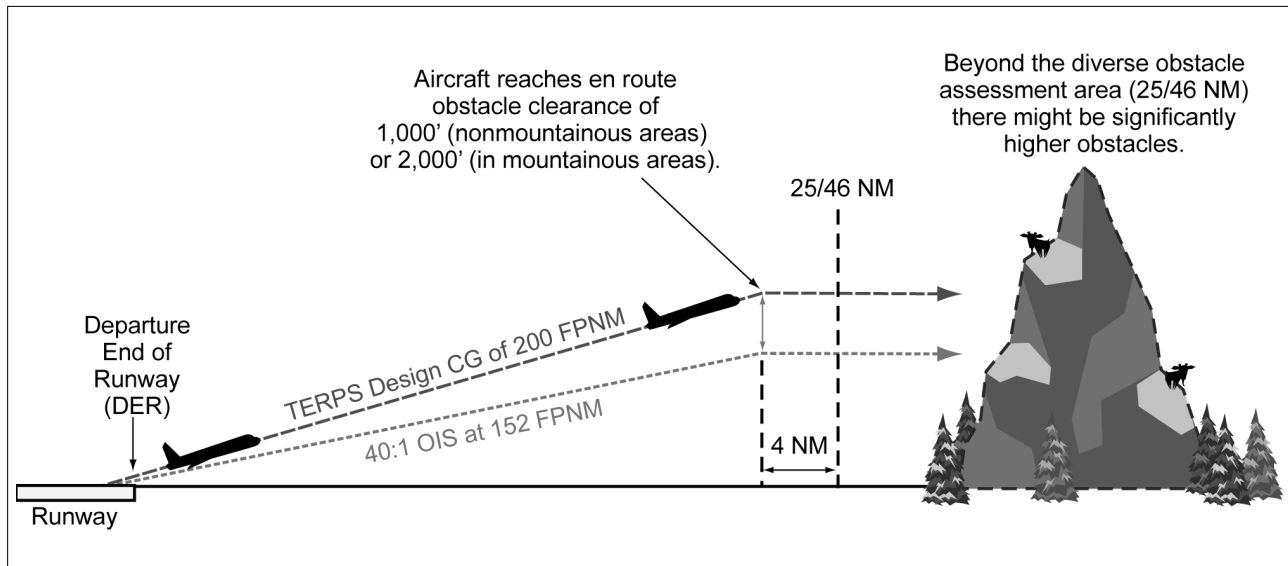 Aircraft reaches en route
obstacle clearance of
1,000’ (nonmountainous areas)
or 2,000’ (in mountainous areas).
Beyond the diverse obstacle
assessment area (25/46 NM)
there might be significantly
higher obstacles.
25/46 NM
Departure
End of
Runway
(DER)
TERPS Design CG of 200 FPNM
40:1 OIS at 152 FPNM
4 NM
Runway